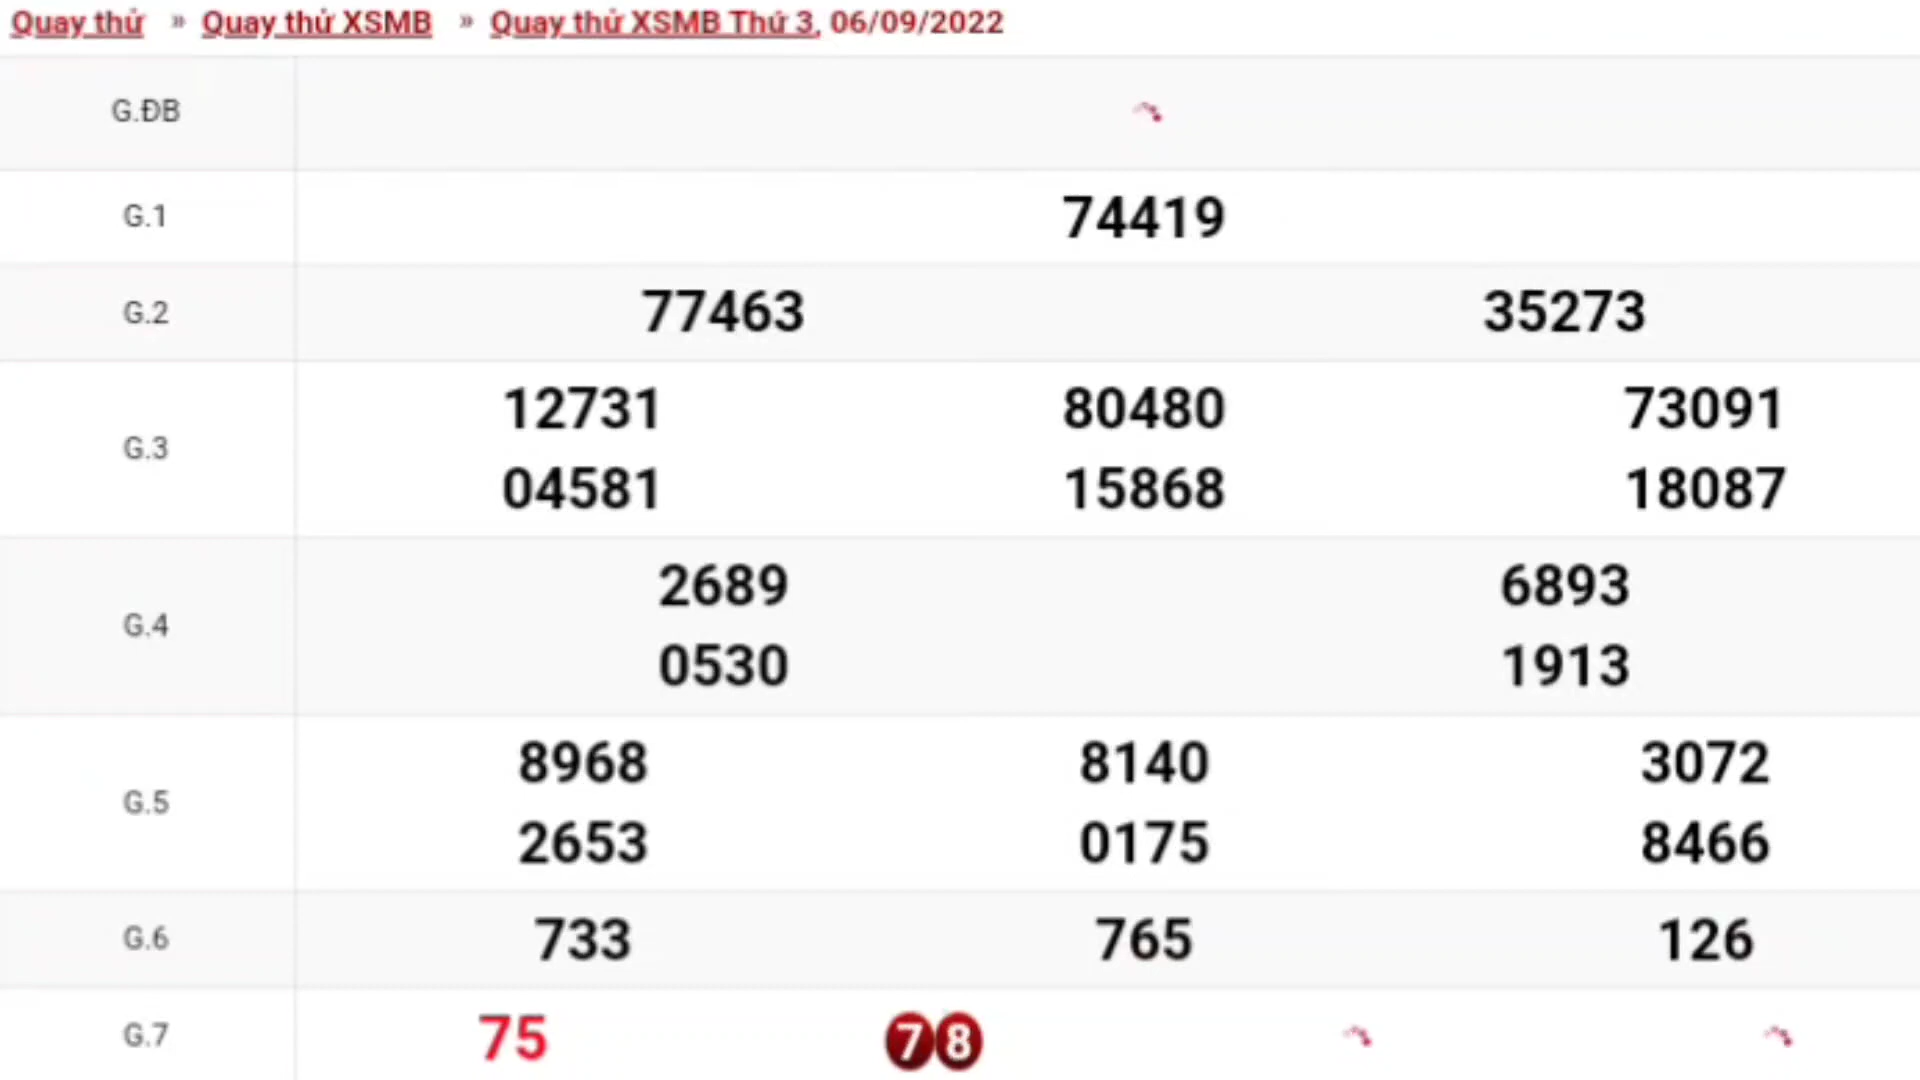 Quay thử » Quay thử XSMB » Quay thử XSMB Thứ 3, 06/09/2022
G.ĐB
G.1 74419
G.2 77463 35273
G.3 12731 80480 73091
04581 15868 18087
G.4 2689 6893
0530 1913
G.5 8968 8140 3072
2653 0175 8466
G.6 733 765 126
G.7 75 78